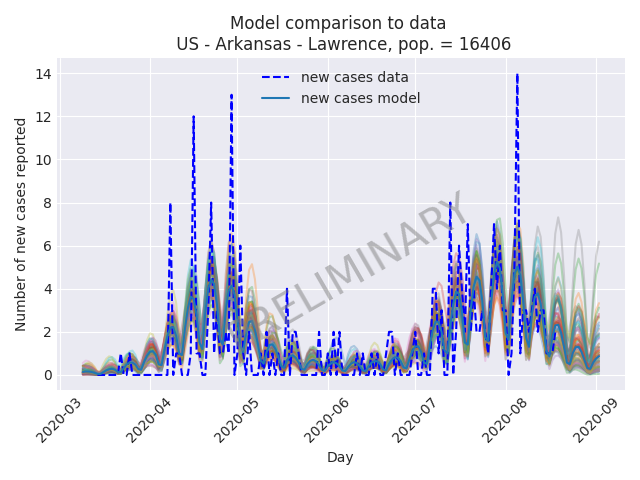 Model comparison to data
US - Arkansas - Lawrence, pop. = 16406
new cases data
new cases model
PRELIMINARY
Number of new cases reported
14
12
10
8
6
4
2
0
2020-03
2020-04
2020-05
2020-06
2020-07
2020-08
2020-09
Day